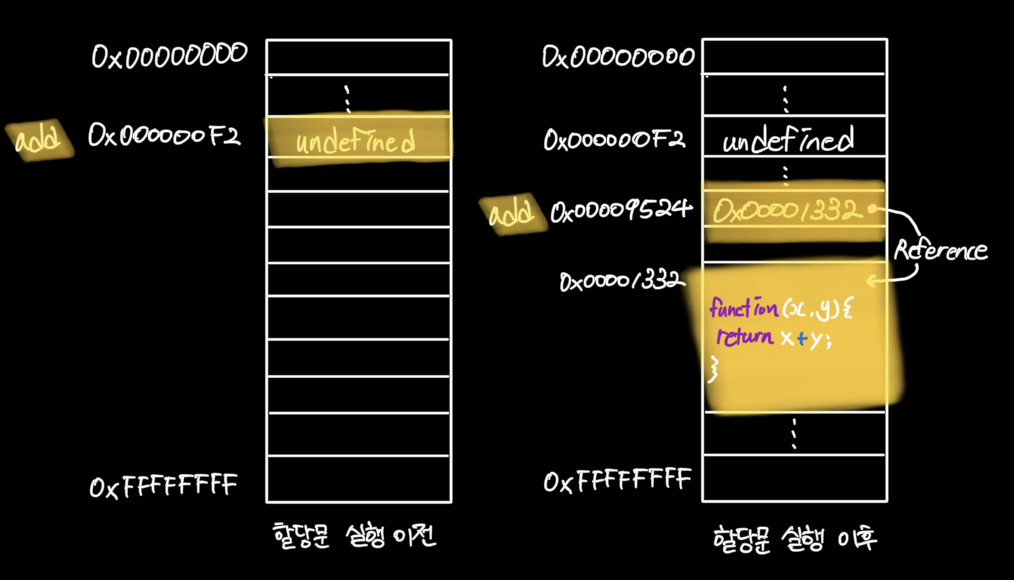 0x00000000
add 0x000000F2 undefined
0xFFFFFFFF
할당문 실행 이전
0x00000000
0x000000F2 undefined
add 0x00009524 0x00001332
Reference
0x00001332
function(x,y){
return x+y;
}
0xFFFFFFFF
할당문 실행 이후